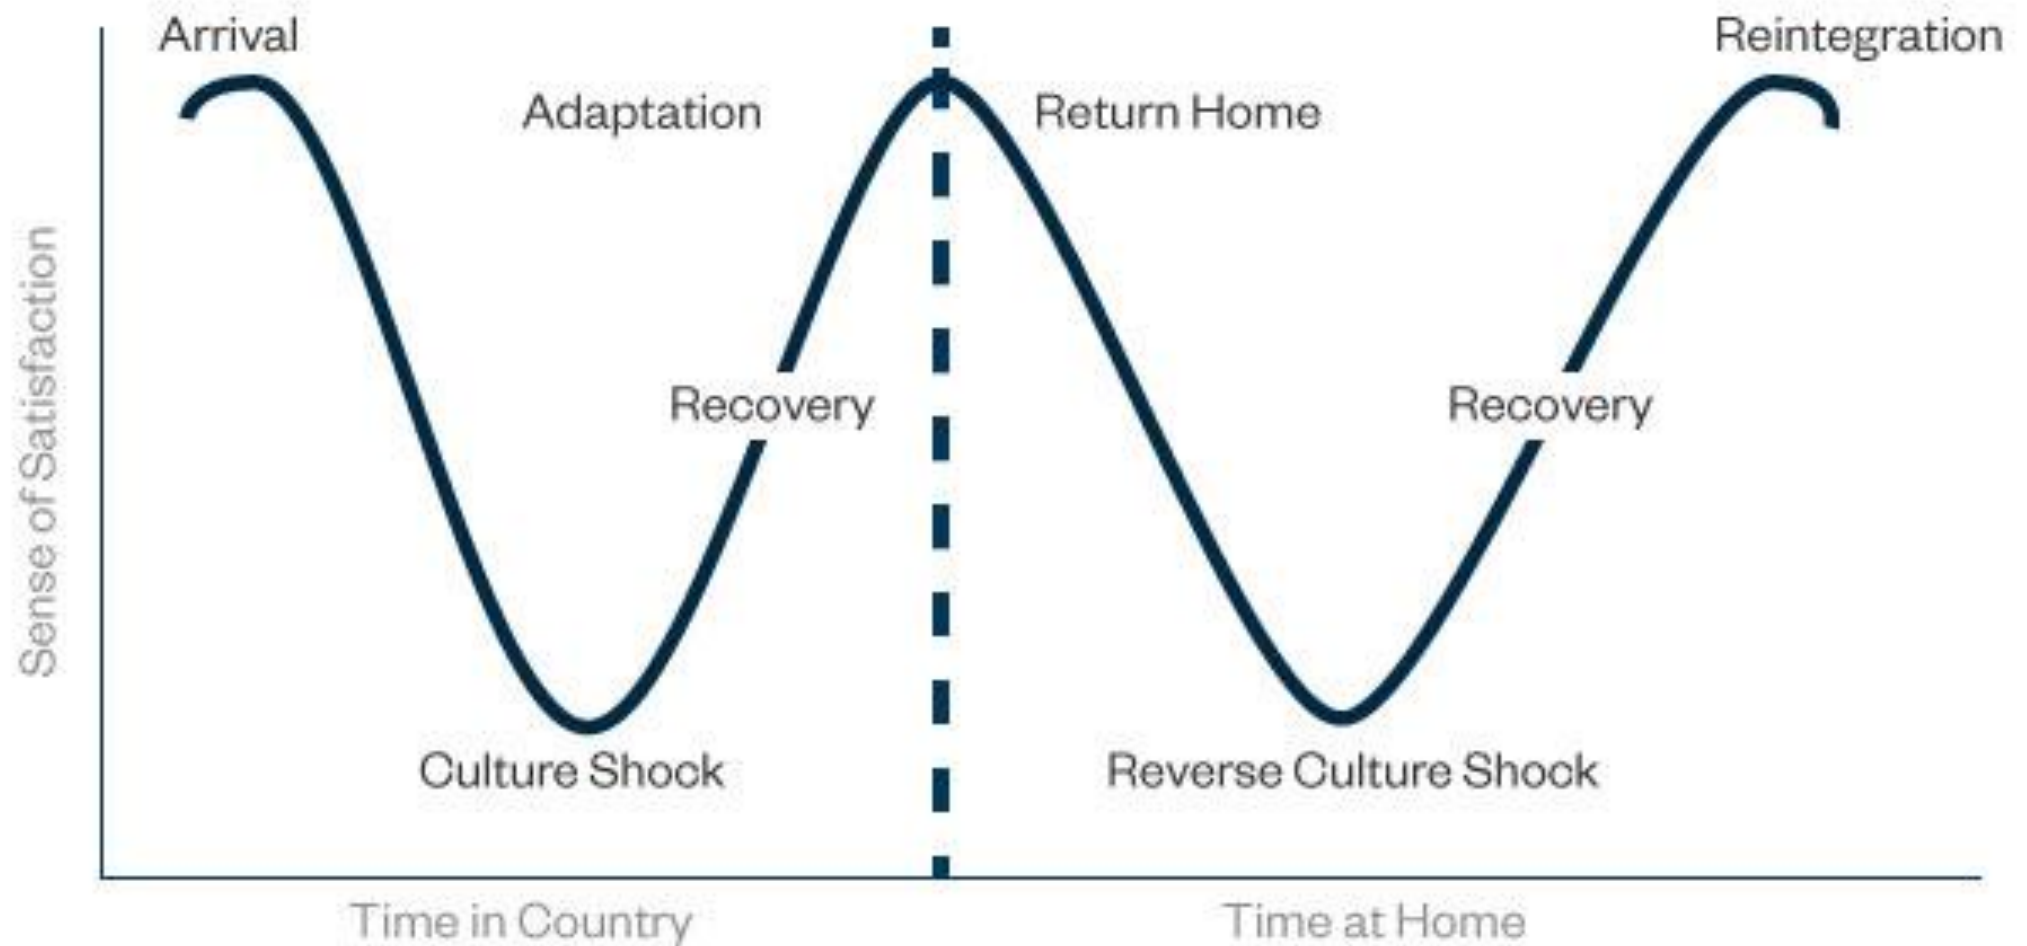 Arrival
Reintegration
Adaptation
Return Home
Sense of Satisfaction
Recovery
Recovery
Culture Shock
Reverse Culture Shock
Time in Country
Time at Home